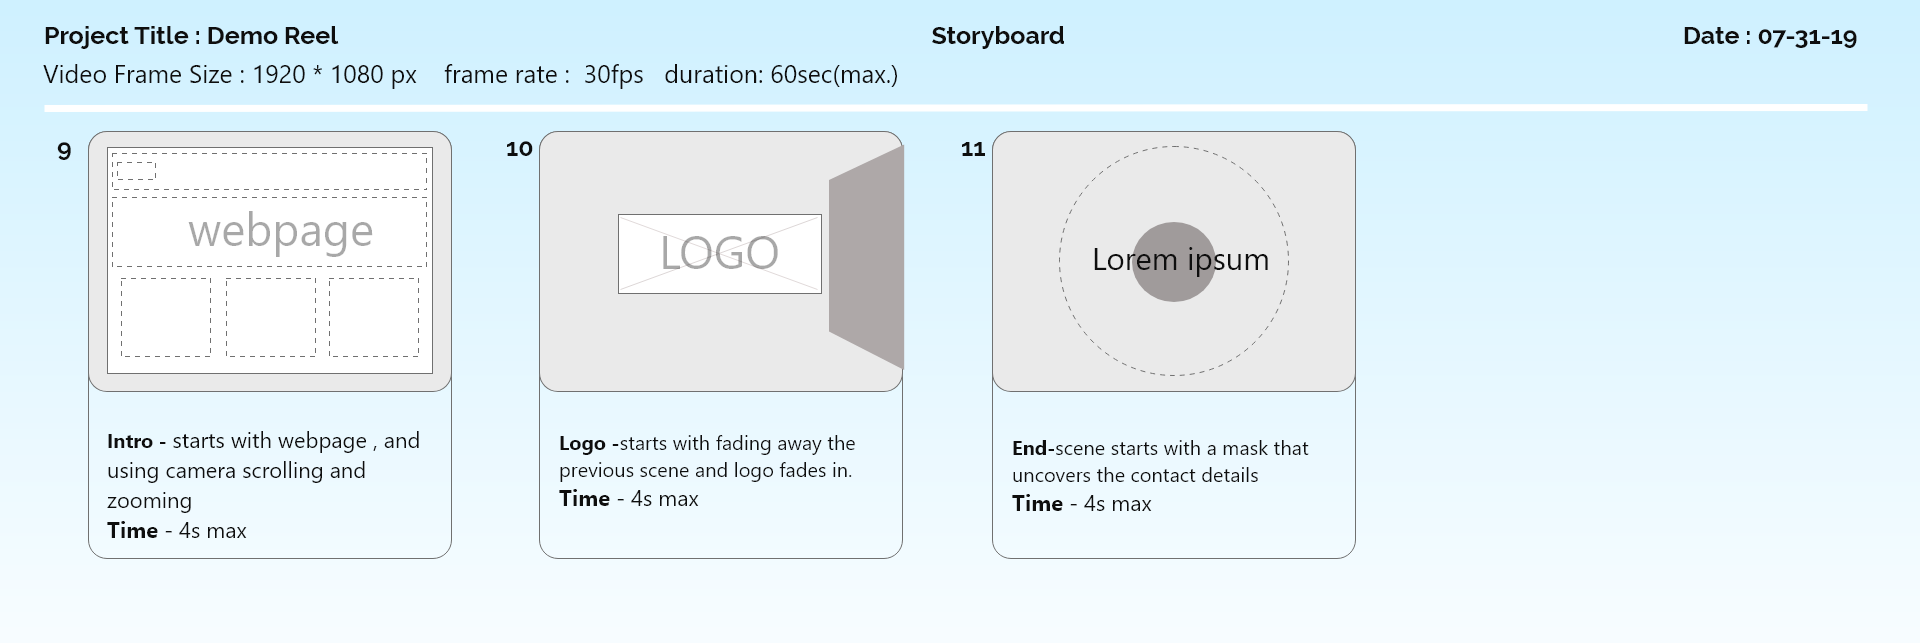 Project Title : Demo Reel
Storyboard
Date : 07-31-19
Video Frame Size : 1920 * 1080 px    frame rate :  30fps   duration: 60sec(max.)
9
webpage
Intro - starts with webpage , and
using camera scrolling and
zooming
Time - 4s max
10
LOGO
Logo -starts with fading away the
previous scene and logo fades in.
Time - 4s max
11
Lorem ipsum
End-scene starts with a mask that
uncovers the contact details
Time - 4s max